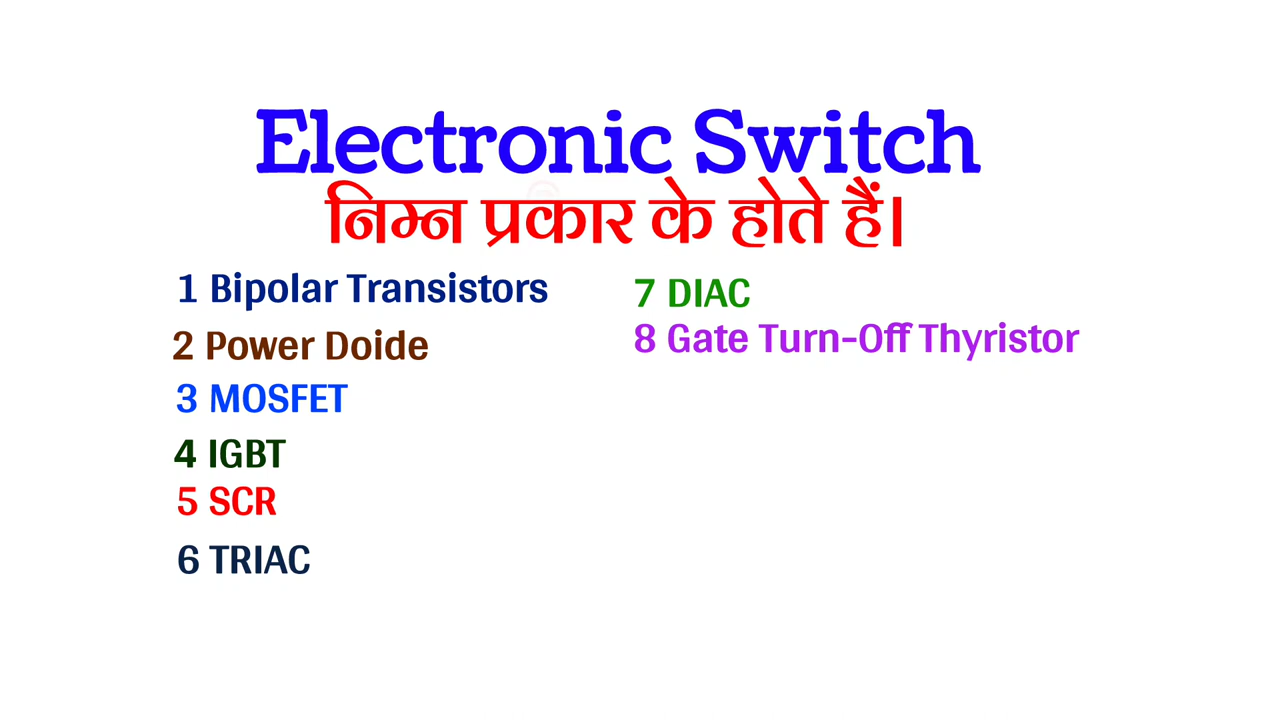 Electronic Switch
निम्न प्रकार के होते हैं।
1 Bipolar Transistors
2 Power Doide
3 MOSFET
4 IGBT
5 SCR
6 TRIAC
7 DIAC
8 Gate Turn-Off Thyristor